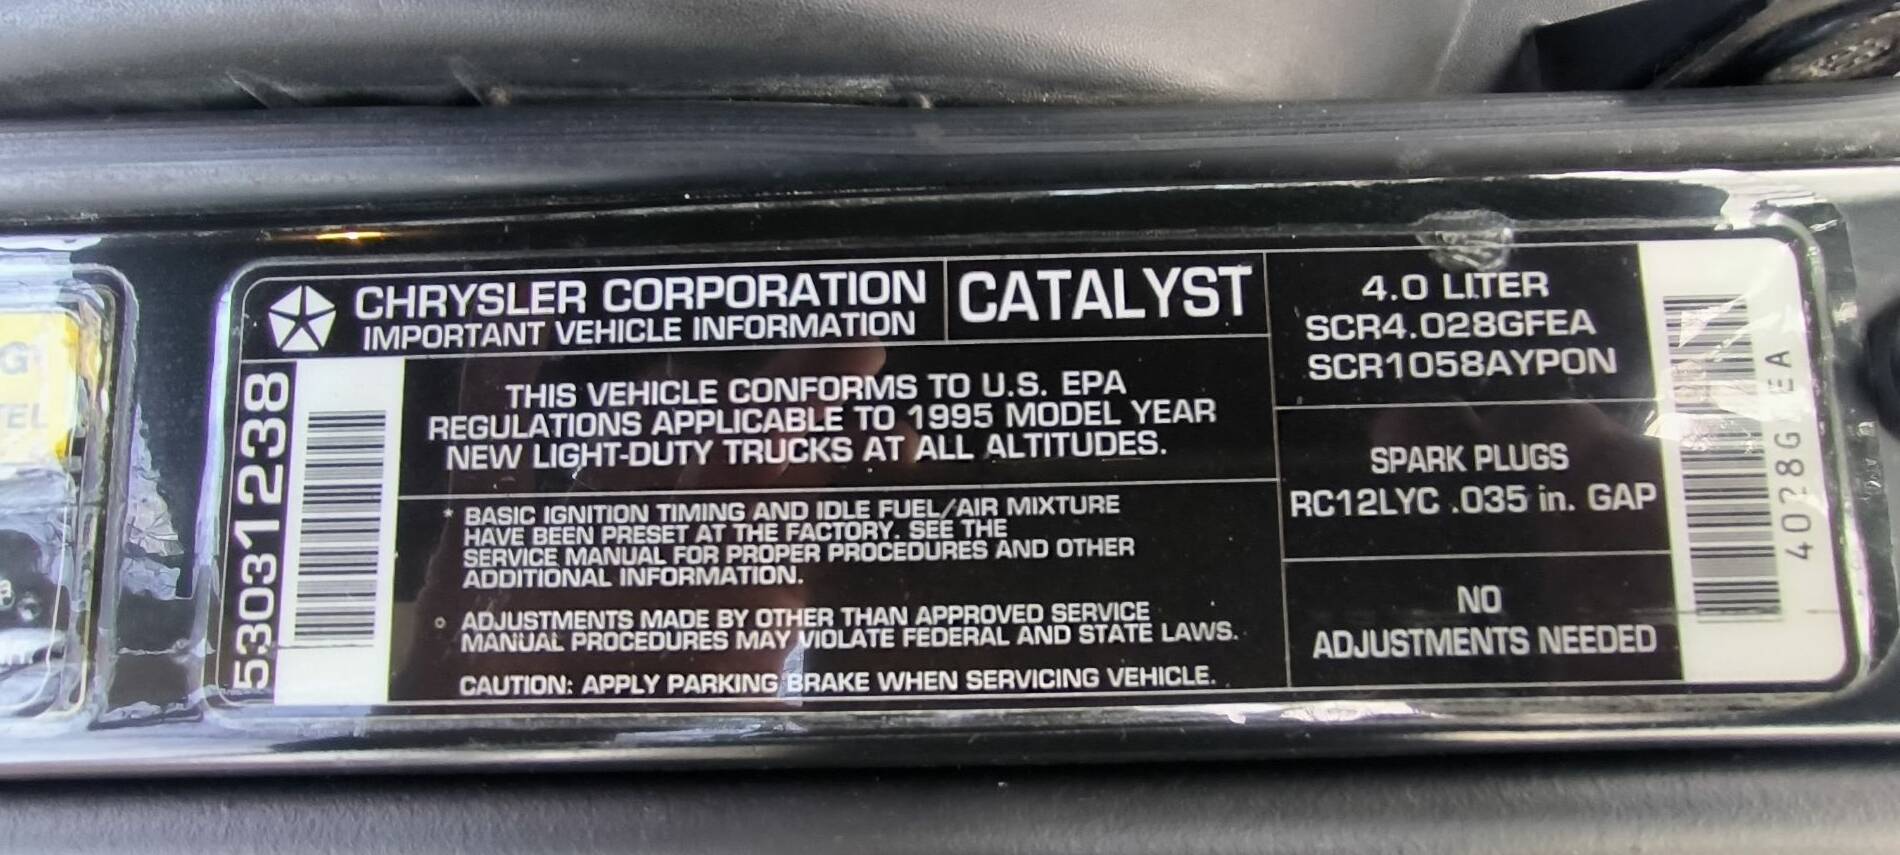 CHRYSLER CORPORATION
IMPORTANT VEHICLE INFORMATION
CATALYST
THIS VEHICLE CONFORMS TO U.S. EPA
REGULATIONS APPLICABLE TO 1995 MODEL YEAR
NEW LIGHT-DUTY TRUCKS AT ALL ALTITUDES.
* BASIC IGNITION TIMING AND IDLE FUEL/AIR MIXTURE
HAVE BEEN PRESET AT THE FACTORY. SEE THE
SERVICE MANUAL FOR PROPER PROCEDURES AND OTHER
ADDITIONAL INFORMATION.
o ADJUSTMENTS MADE BY OTHER THAN APPROVED SERVICE
MANUAL PROCEDURES MAY VIOLATE FEDERAL AND STATE LAWS.
CAUTION: APPLY PARKING BRAKE WHEN SERVICING VEHICLE.
4.0 LITER
SCR4.028GFEA
SCR1058AYPON
SPARK PLUGS
RC12LYC .035 in. GAP
NO
ADJUSTMENTS NEEDED
53031238